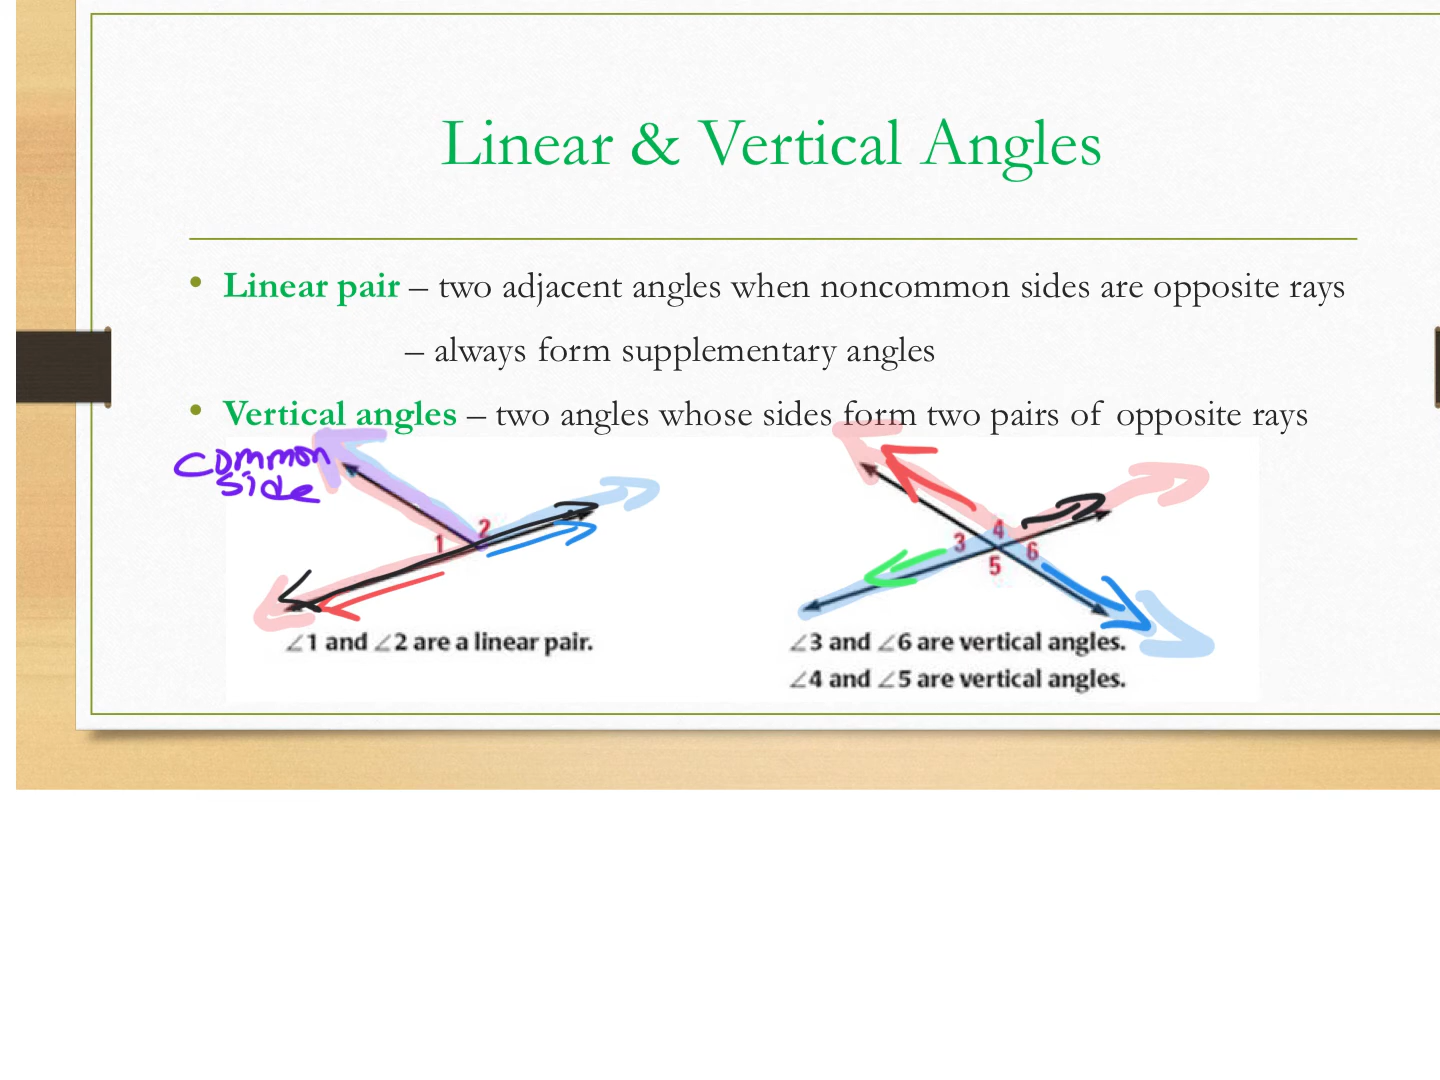 Linear & Vertical Angles
• Linear pair – two adjacent angles when noncommon sides are opposite rays
– always form supplementary angles
• Vertical angles – two angles whose sides form two pairs of opposite rays
common
side
1 2
3 4 5 6
∠1 and ∠2 are a linear pair.
∠3 and ∠6 are vertical angles.
∠4 and ∠5 are vertical angles.